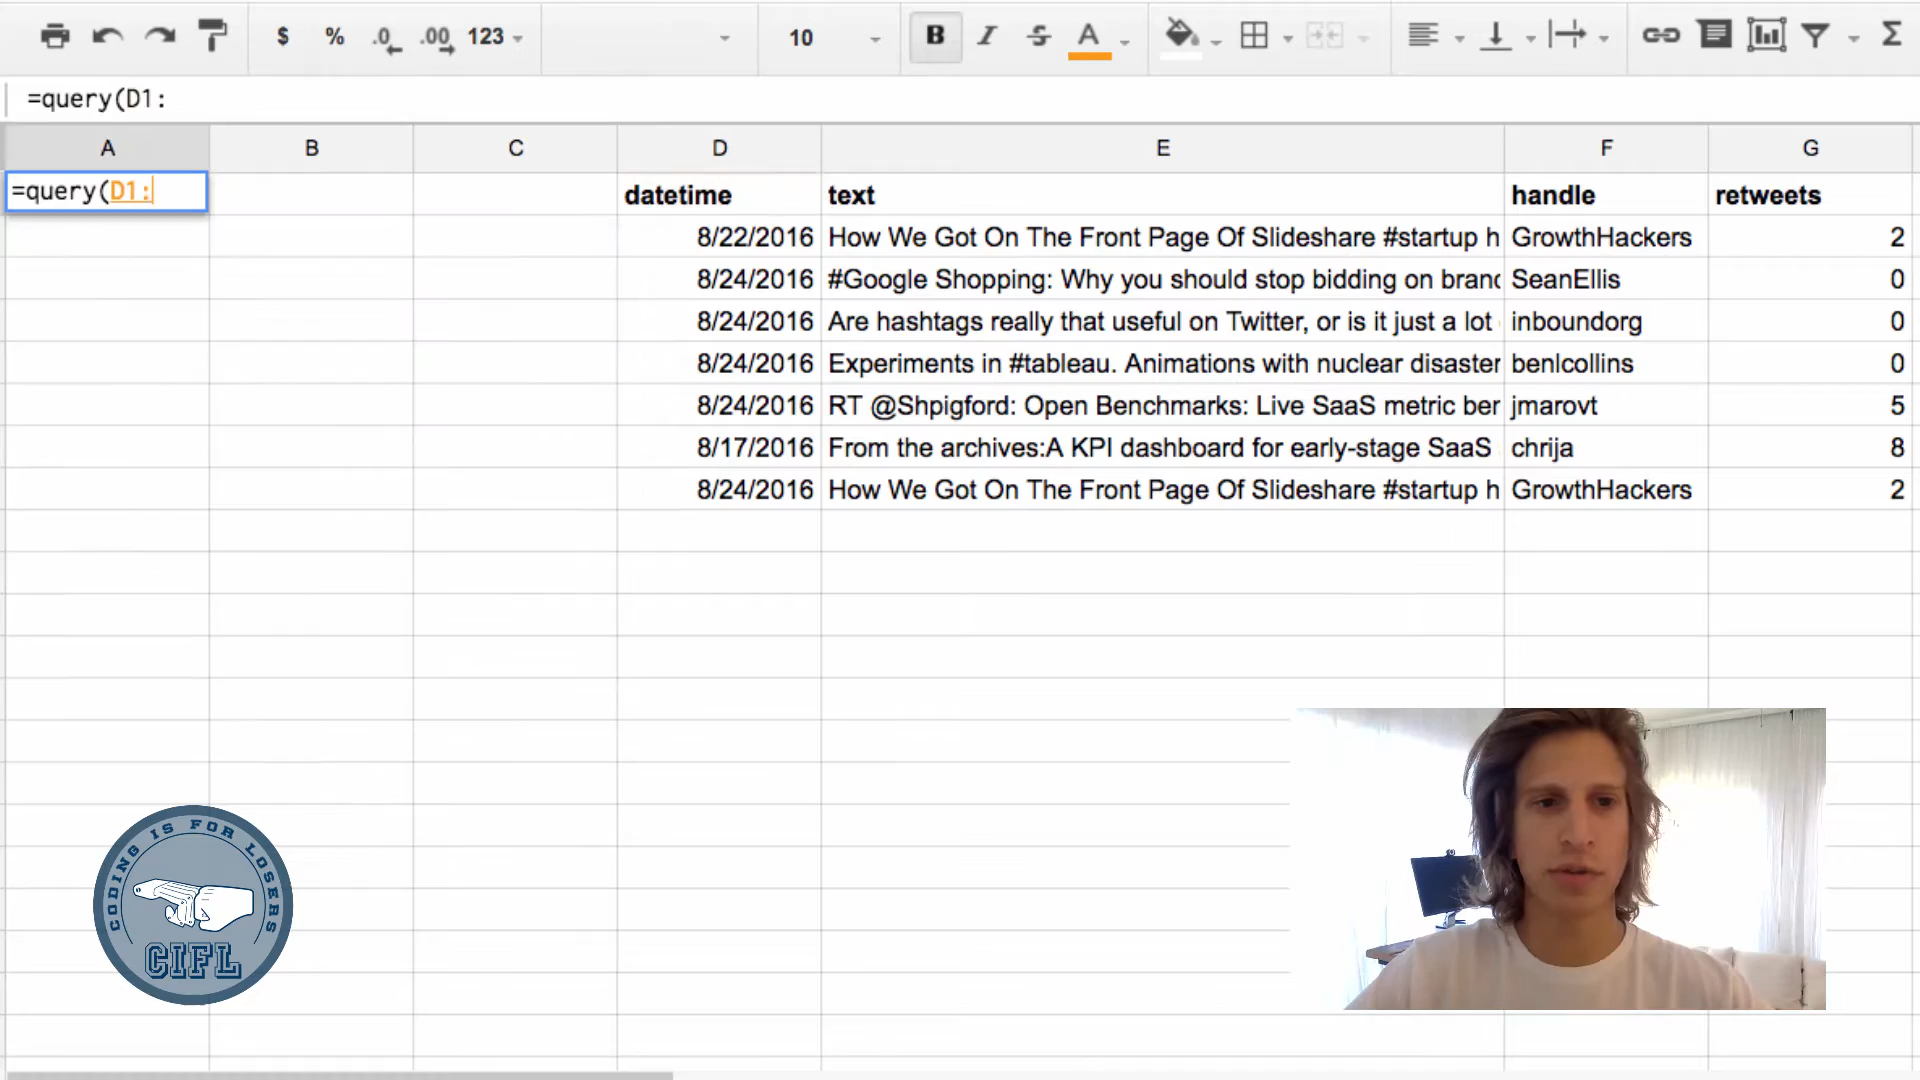 $ % .0 .00 123 10 B I S A Σ
=query(D1:
A B C D E F G
=query(D1: datetime text handle retweets
8/22/2016 How We Got On The Front Page Of Slideshare #startup h GrowthHackers 2
8/24/2016 #Google Shopping: Why you should stop bidding on branc SeanEllis 0
8/24/2016 Are hashtags really that useful on Twitter, or is it just a lot inboundorg 0
8/24/2016 Experiments in #tableau. Animations with nuclear disaster benlcollins 0
8/24/2016 RT @Shpigford: Open Benchmarks: Live SaaS metric ber jmarovt 5
8/17/2016 From the archives:A KPI dashboard for early-stage SaaS chrija 8
8/24/2016 How We Got On The Front Page Of Slideshare #startup h GrowthHackers 2
CODING IS FOR LOSERS
CIFL